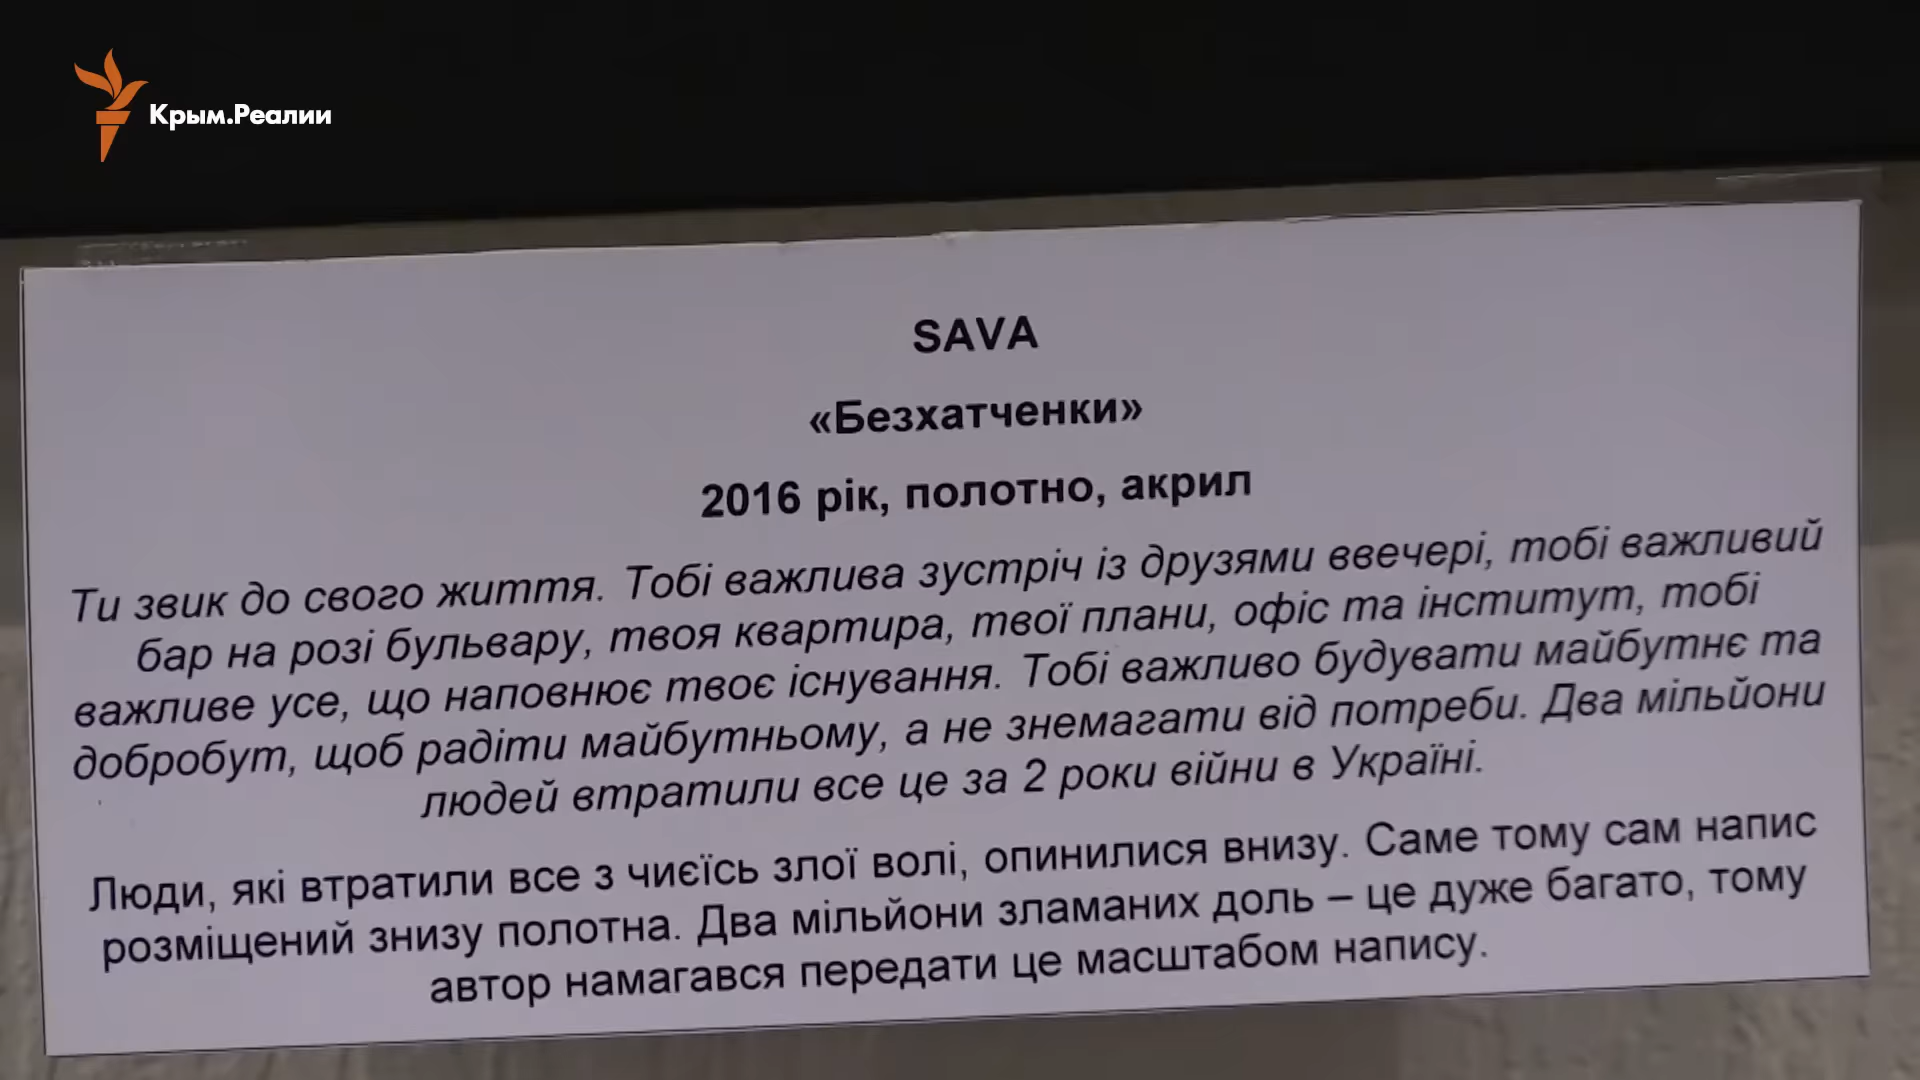 Крым.Реалии
SAVA
«Безхатченки»
2016 рік, полотно, акрил
Ти звик до свого життя. Тобі важлива зустріч із друзями ввечері, тобі важливий
бар на розі бульвару, твоя квартира, твої плани, офіс та інститут, тобі
важливе усе, що наповнює твоє існування. Тобі важливо будувати майбутнє та
добробут, щоб радіти майбутньому, а не знемагати від потреби. Два мільйони
людей втратили все це за 2 роки війни в Україні.
Люди, які втратили все з чиєїсь злої волі, опинилися внизу. Саме тому сам напис
розміщений знизу полотна. Два мільйони зламаних доль – це дуже багато, тому
автор намагався передати це масштабом напису.